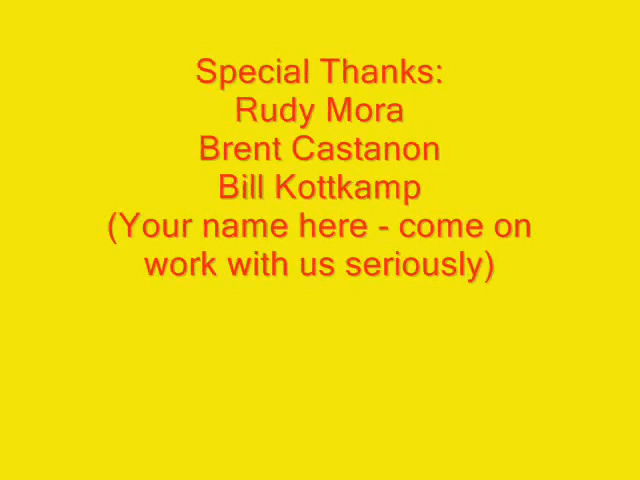 Special Thanks:
Rudy Mora
Brent Castanon
Bill Kottkamp
(Your name here - come on
work with us seriously)